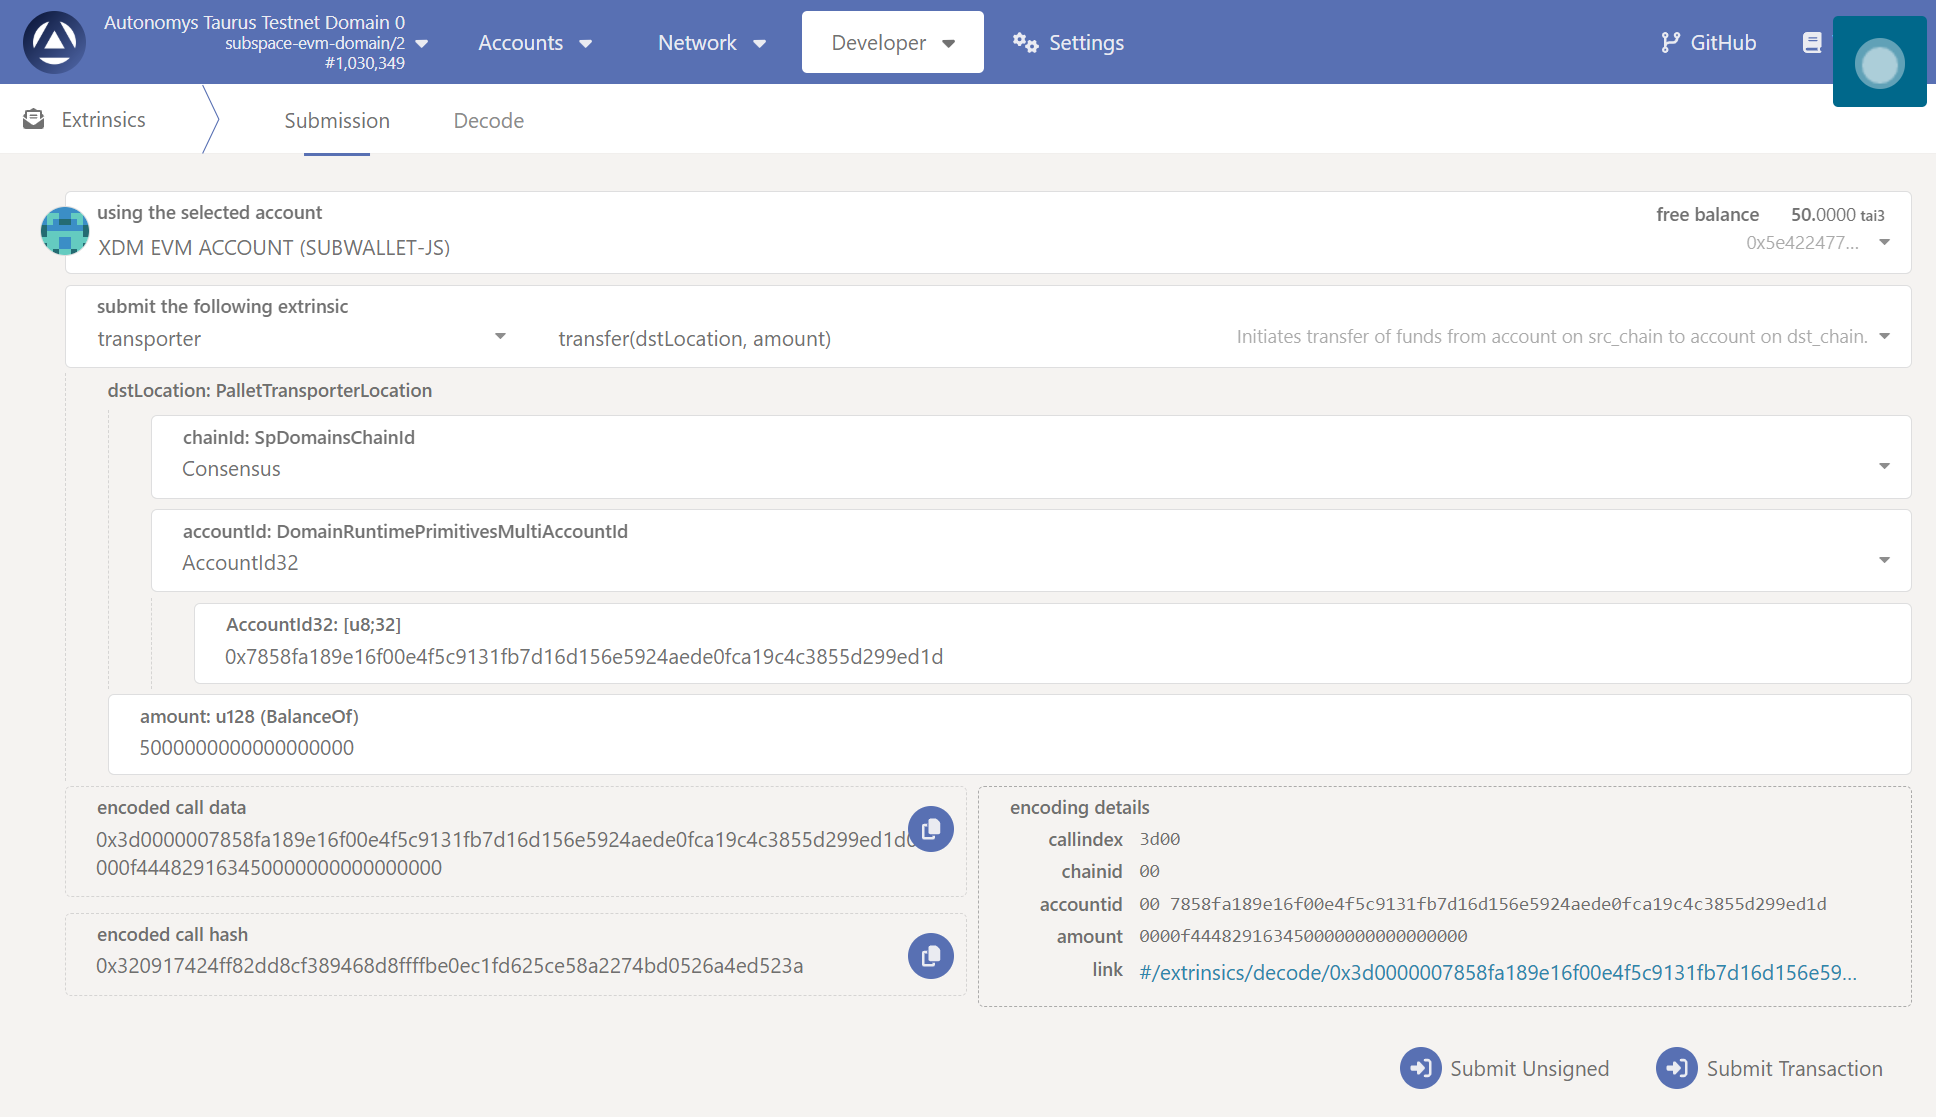 Autonomys Taurus Testnet Domain 0
subspace-evm-domain/2
#1,030,349
Accounts
Network
Developer
Settings
GitHub
Extrinsics
Submission
Decode
using the selected account
XDM EVM ACCOUNT (SUBWALLET-JS)
free balance 50.0000 tai3
0x5e422477...
submit the following extrinsic
transporter
transfer(dstLocation, amount)
Initiates transfer of funds from account on src_chain to account on dst_chain.
dstLocation: PalletTransporterLocation
chainId: SpDomainsChainId
Consensus
accountId: DomainRuntimePrimitivesMultiAccountId
AccountId32
AccountId32: [u8;32]
0x7858fa189e16f00e4f5c9131fb7d16d156e5924aede0fca19c4c3855d299ed1d
amount: u128 (BalanceOf)
5000000000000000000
encoded call data
0x3d0000007858fa189e16f00e4f5c9131fb7d16d156e5924aede0fca19c4c3855d299ed1d0
000f444829163450000000000000000
encoded call hash
0x320917424ff82dd8cf389468d8ffffbe0ec1fd625ce58a2274bd0526a4ed523a
encoding details
callindex 3d00
chainid 00
accountid 00 7858fa189e16f00e4f5c9131fb7d16d156e5924aede0fca19c4c3855d299ed1d
amount 0000f444829163450000000000000000
link #/extrinsics/decode/0x3d0000007858fa189e16f00e4f5c9131fb7d16d156e59...
Submit Unsigned
Submit Transaction